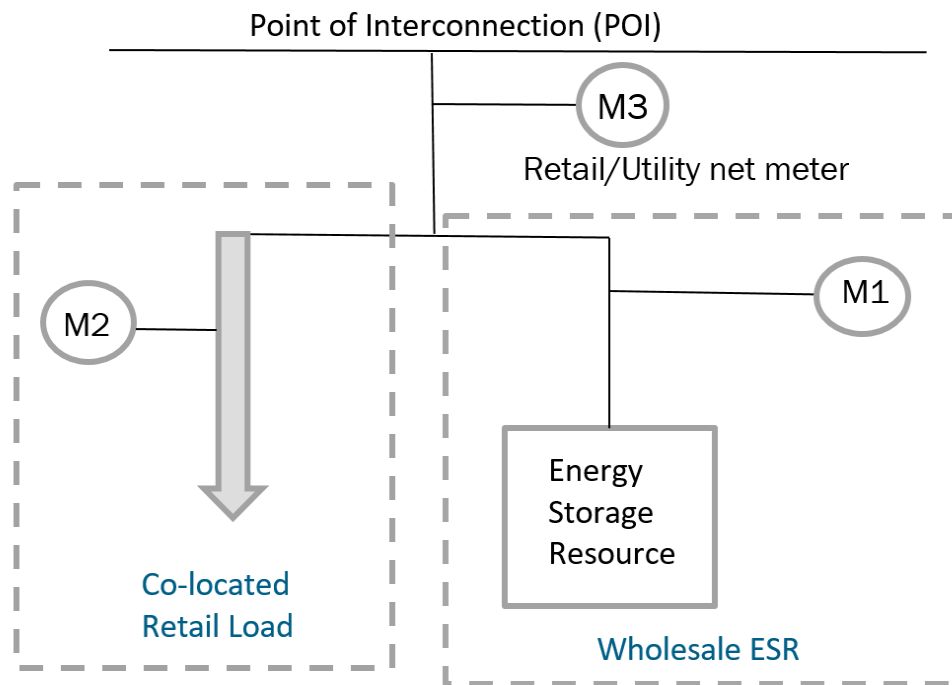 Point of Interconnection (POI)
M3
Retail/Utility net meter
M2
M1
Energy
Storage
Resource
Co-located
Retail Load
Wholesale ESR